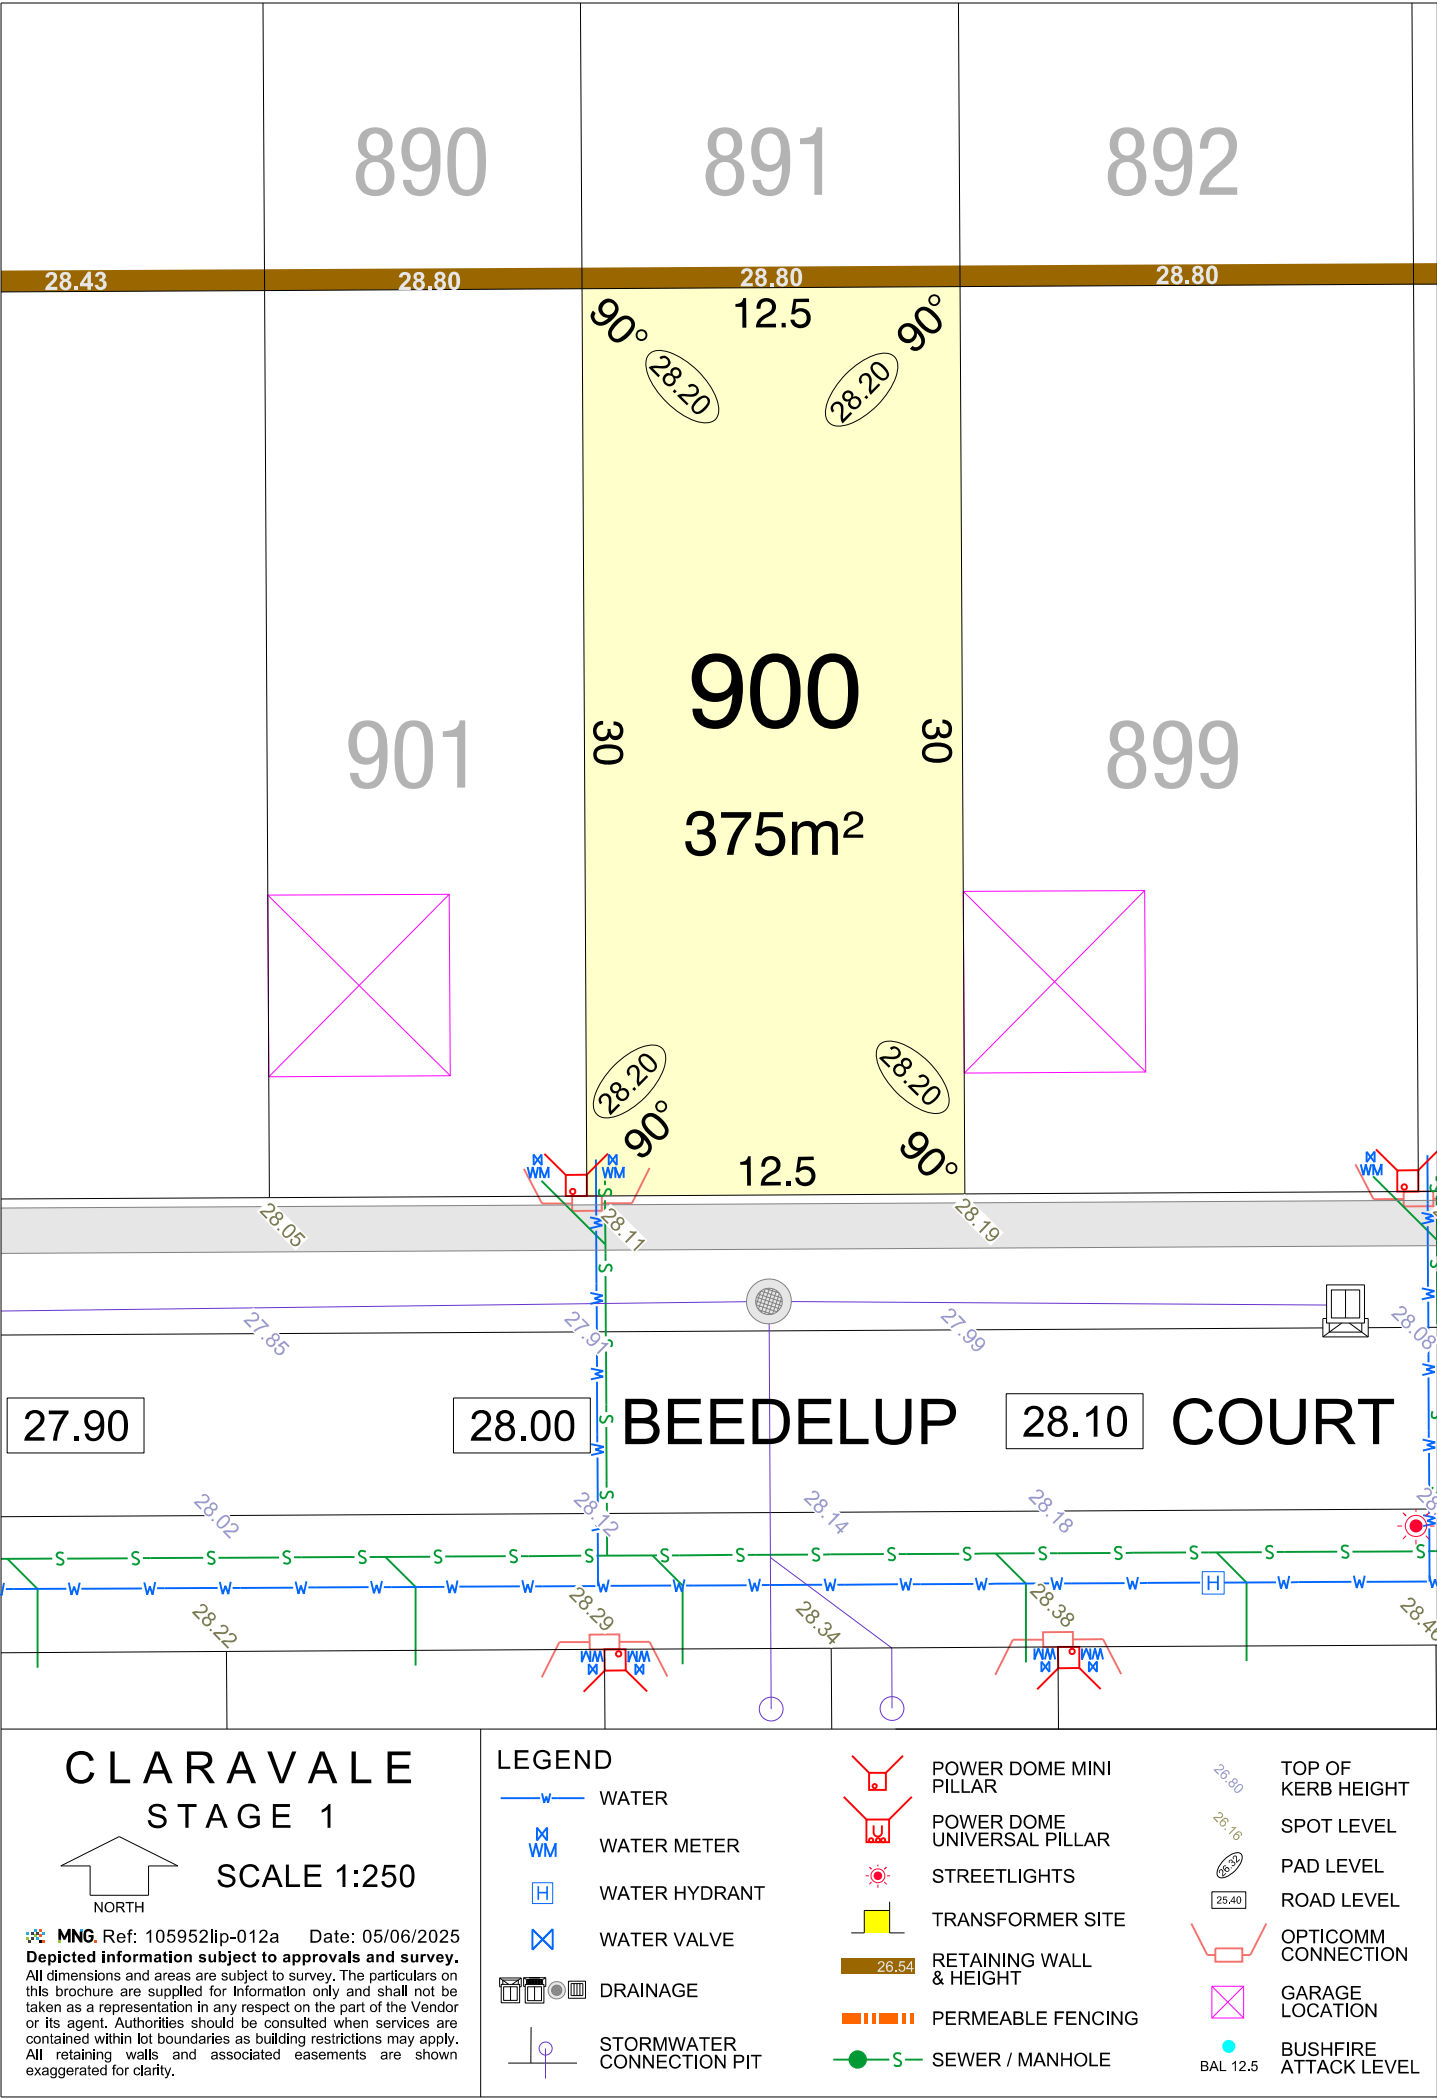 890
891
892
28.43
28.80
28.80
28.80
90°
12.5
90°
28.20
28.20
900
901
30
30
899
375m²
28.20
28.20
90°
90°
12.5
WM
WM
WM
28.05
28.11
28.19
S
S
W
W
S
W
27.85
27.91
27.99
28.08
27.90
28.00
BEEDELUP
28.10
COURT
28.02
28.12
28.14
28.18
S S S S S S S S S S S S S S S S S S S
W W W W W W W W W W W W W W W H W W W
28.22
28.29
28.34
28.38
WM WM
WM WM
CLARAVALE
STAGE 1
SCALE 1:250
NORTH
MNG. Ref: 105952lip-012a Date: 05/06/2025
Depicted information subject to approvals and survey.
All dimensions and areas are subject to survey. The particulars on
this brochure are supplied for information only and shall not be
taken as a representation in any respect on the part of the Vendor
or its agent. Authorities should be consulted when services are
contained within lot boundaries as building restrictions may apply.
All retaining walls and associated easements are shown
exaggerated for clarity.
LEGEND
W WATER
WM WATER METER
H WATER HYDRANT
WATER VALVE
DRAINAGE
STORMWATER
CONNECTION PIT
POWER DOME MINI
PILLAR
U POWER DOME
UNIVERSAL PILLAR
STREETLIGHTS
TRANSFORMER SITE
26.54 RETAINING WALL
& HEIGHT
PERMEABLE FENCING
S SEWER / MANHOLE
26.80 TOP OF
KERB HEIGHT
26.16 SPOT LEVEL
26.32 PAD LEVEL
25.40 ROAD LEVEL
OPTICOMM
CONNECTION
GARAGE
LOCATION
BAL 12.5 BUSHFIRE
ATTACK LEVEL